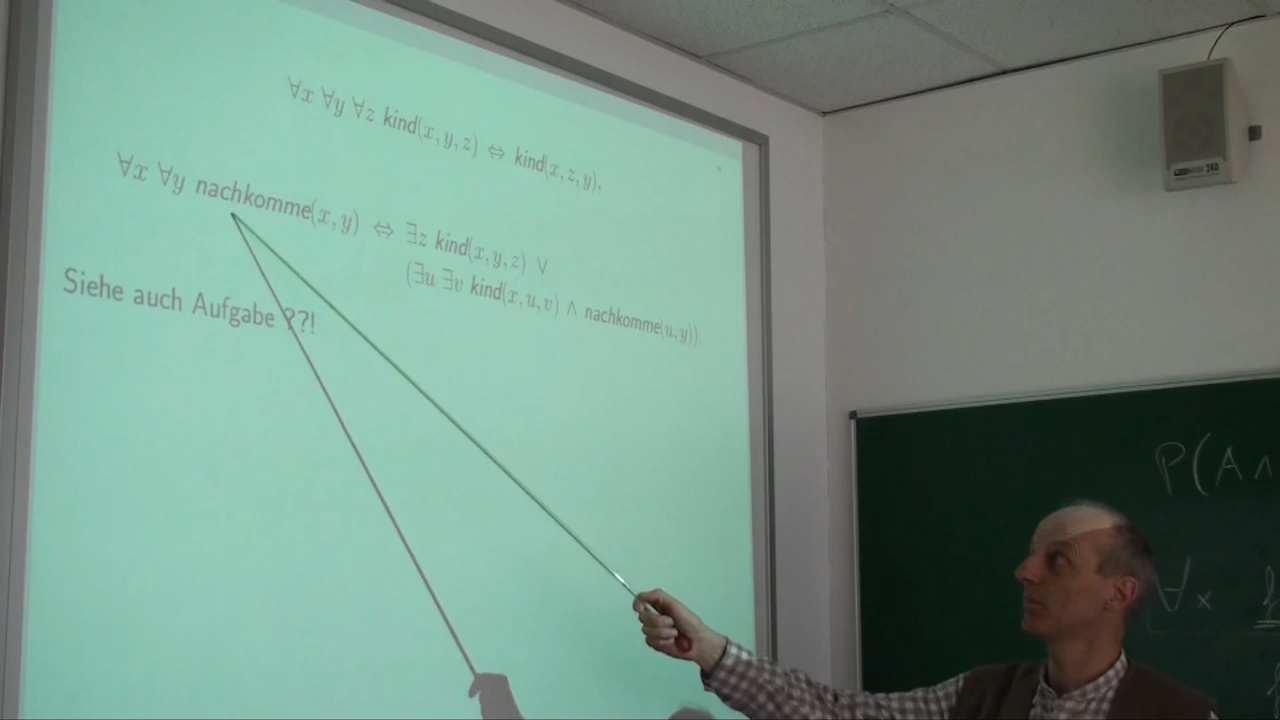 ∀x ∀y ∀z kind(x, y, z) ⇔ kind(x, z, y),
∀x ∀y nachkomme(x, y) ⇔ ∃z kind(x, y, z) ∨
(∃u ∃v kind(x, u, v) ∧ nachkomme(u, y)).
Siehe auch Aufgabe ??!
P(A ∧
∀x